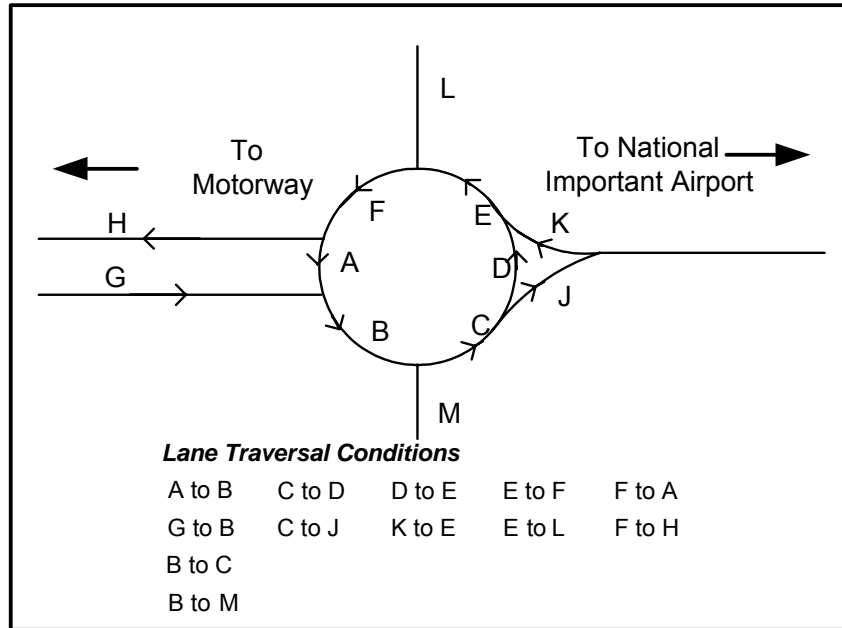 L
To
Motorway
To National
Important Airport
F
E
K
H
A
D
G
J
B
C
M
Lane Traversal Conditions
A to B C to D D to E E to F F to A
G to B C to J K to E E to L F to H
B to C
B to M